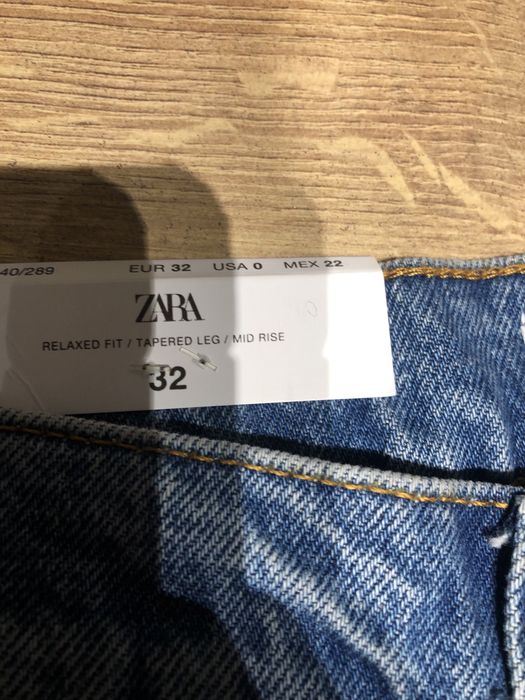 40/289 EUR 32 USA 0 MEX 22
ZARA
RELAXED FIT / TAPERED LEG / MID RISE
32